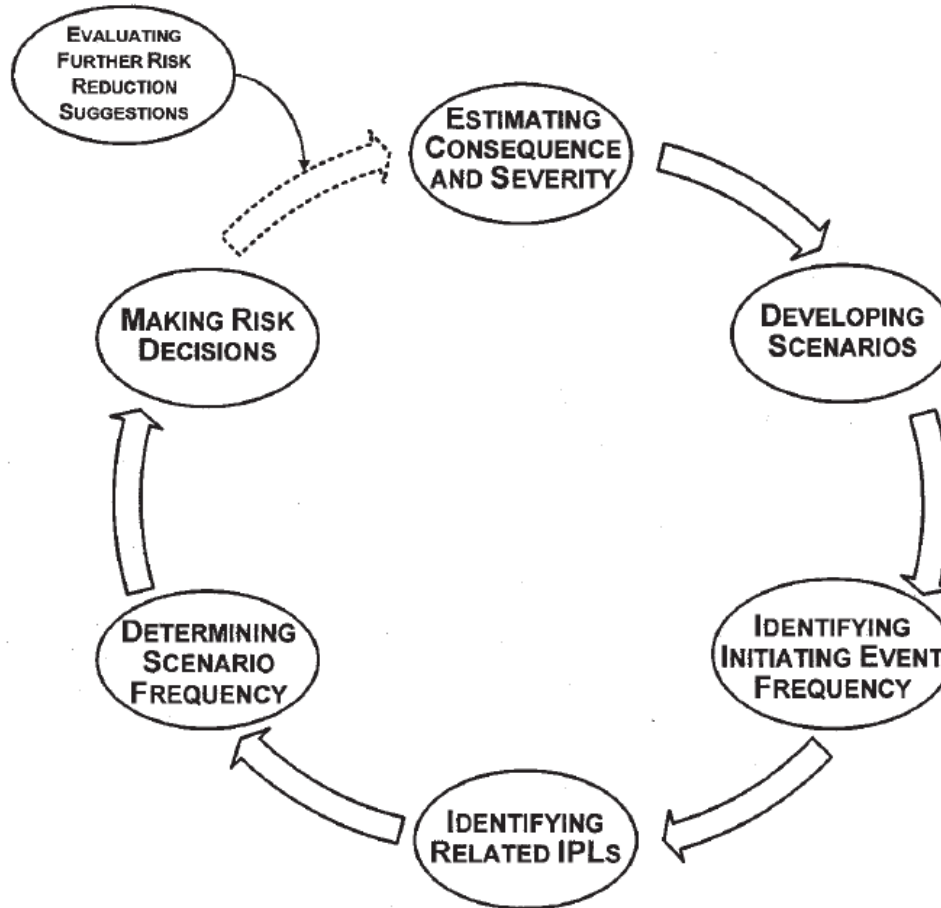 EVALUATING
FURTHER RISK
REDUCTION
SUGGESTIONS
ESTIMATING
CONSEQUENCE
AND SEVERITY
DEVELOPING
SCENARIOS
IDENTIFYING
INITIATING EVENT
FREQUENCY
IDENTIFYING
RELATED IPLS
DETERMINING
SCENARIO
FREQUENCY
MAKING RISK
DECISIONS